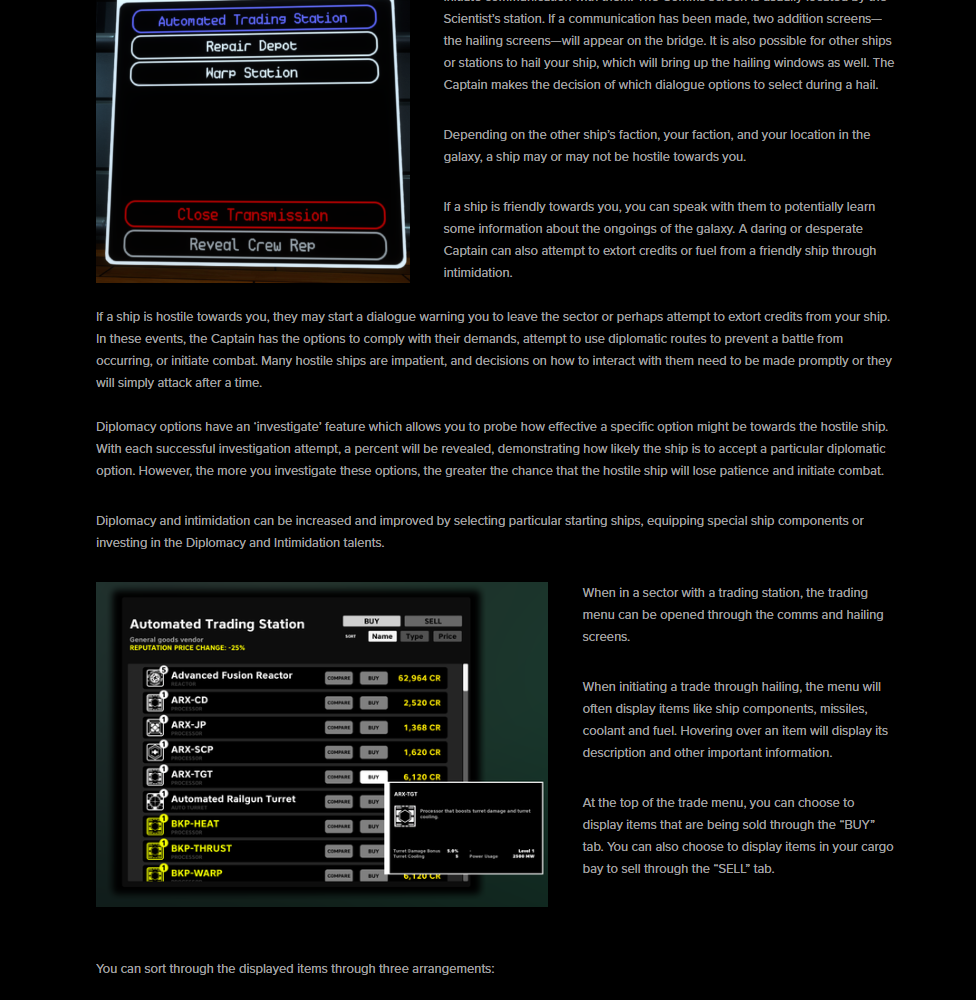 Scientist's station. If a communication has been made, two addition screens—
the hailing screens—will appear on the bridge. It is also possible for other ships
or stations to hail your ship, which will bring up the hailing windows as well. The
Captain makes the decision of which dialogue options to select during a hail.
Automated Trading Station
Repair Depot
Warp Station
Close Transmission
Reveal Crew Rep
Depending on the other ship's faction, your faction, and your location in the
galaxy, a ship may or may not be hostile towards you.
If a ship is friendly towards you, you can speak with them to potentially learn
some information about the ongoings of the galaxy. A daring or desperate
Captain can also attempt to extort credits or fuel from a friendly ship through
intimidation.
If a ship is hostile towards you, they may start a dialogue warning you to leave the sector or perhaps attempt to extort credits from your ship.
In these events, the Captain has the options to comply with their demands, attempt to use diplomatic routes to prevent a battle from
occurring, or initiate combat. Many hostile ships are impatient, and decisions on how to interact with them need to be made promptly or they
will simply attack after a time.
Diplomacy options have an 'investigate' feature which allows you to probe how effective a specific option might be towards the hostile ship.
With each successful investigation attempt, a percent will be revealed, demonstrating how likely the ship is to accept a particular diplomatic
option. However, the more you investigate these options, the greater the chance that the hostile ship will lose patience and initiate combat.
Diplomacy and intimidation can be increased and improved by selecting particular starting ships, equipping special ship components or
investing in the Diplomacy and Intimidation talents.
Automated Trading Station
General goods vendor
REPUTATION PRICE CHANGE: -25%
BUY SELL
SORT Name Type Price
5 Advanced Fusion Reactor COMPARE BUY 62,964 CR
REACTOR
1 ARX-CD COMPARE BUY 2,520 CR
PROCESSOR
1 ARX-JP COMPARE BUY 1,368 CR
PROCESSOR
1 ARX-SCP COMPARE BUY 1,620 CR
PROCESSOR
1 ARX-TGT COMPARE BUY 6,120 CR
PROCESSOR
1 Automated Railgun Turret COMPARE BUY
AUTO TURRET
1 BKP-HEAT COMPARE BUY
PROCESSOR
1 BKP-THRUST COMPARE BUY
PROCESSOR
1 BKP-WARP COMPARE BUY 6,120 CR
ARX-TGT
Processor that boosts turret damage and turret
cooling.
Turret Damage Bonus 5.0% - Level 1
Turret Cooling 5 Power Usage 2500 MW
When in a sector with a trading station, the trading
menu can be opened through the comms and hailing
screens.
When initiating a trade through hailing, the menu will
often display items like ship components, missiles,
coolant and fuel. Hovering over an item will display its
description and other important information.
At the top of the trade menu, you can choose to
display items that are being sold through the "BUY"
tab. You can also choose to display items in your cargo
bay to sell through the "SELL" tab.
You can sort through the displayed items through three arrangements: